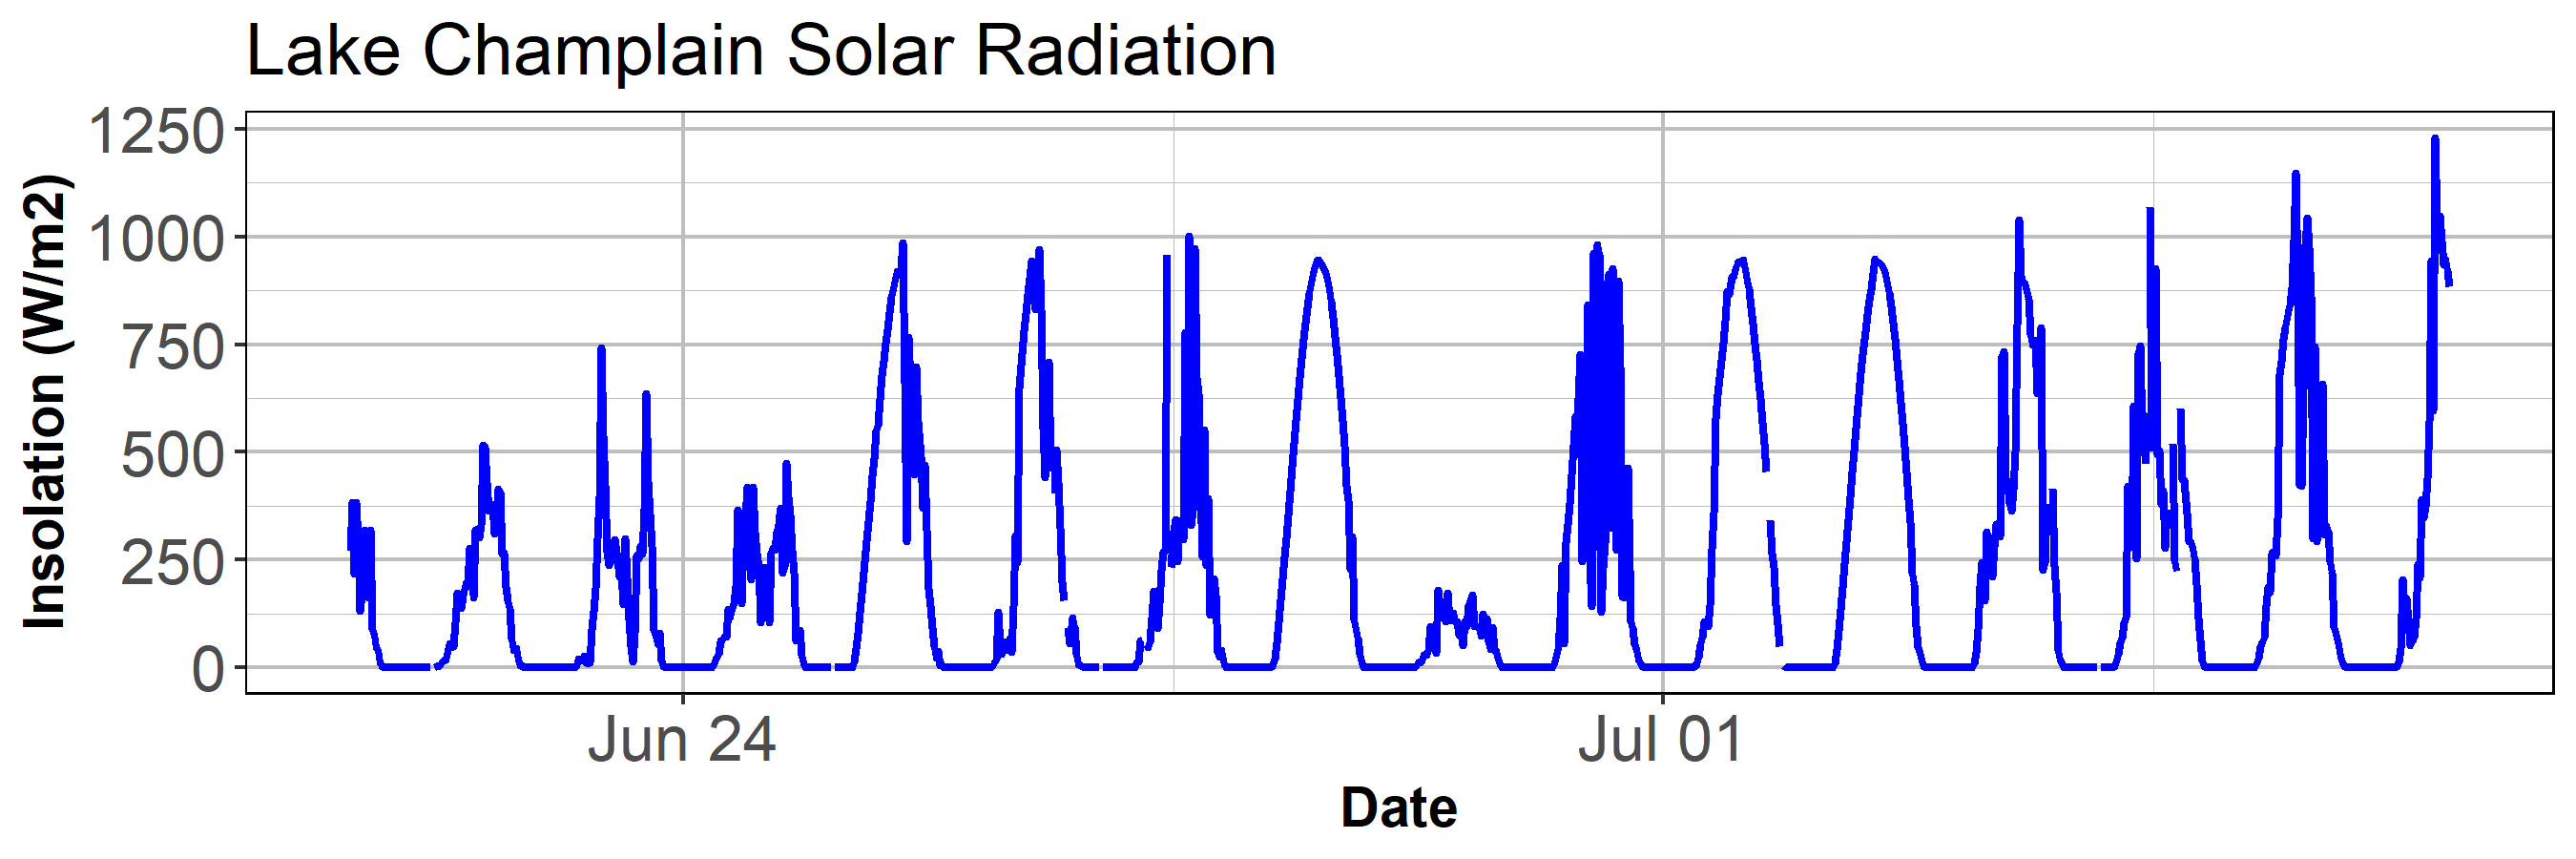 Lake Champlain Solar Radiation
1250
1000
750
500
250
0
Insolation (W/m2)
Jun 24
Jul 01
Date